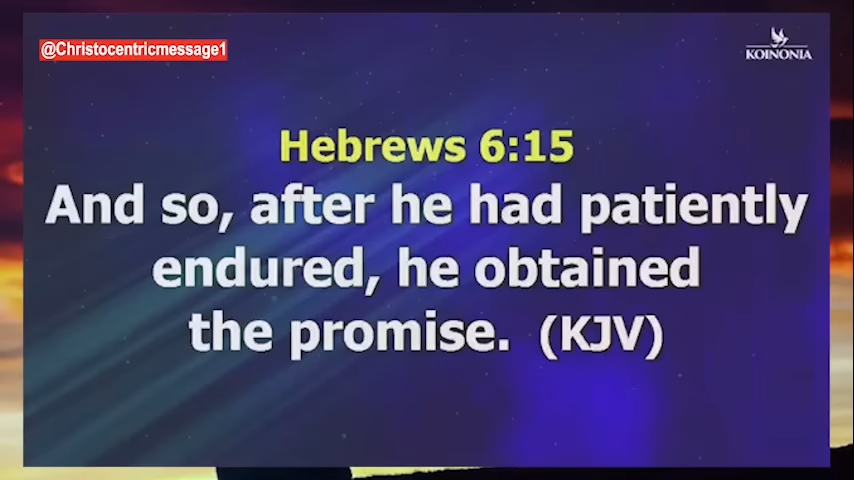 @Christocentricmessage1
KOINONIA
Hebrews 6:15
And so, after he had patiently
endured, he obtained
the promise. (KJV)